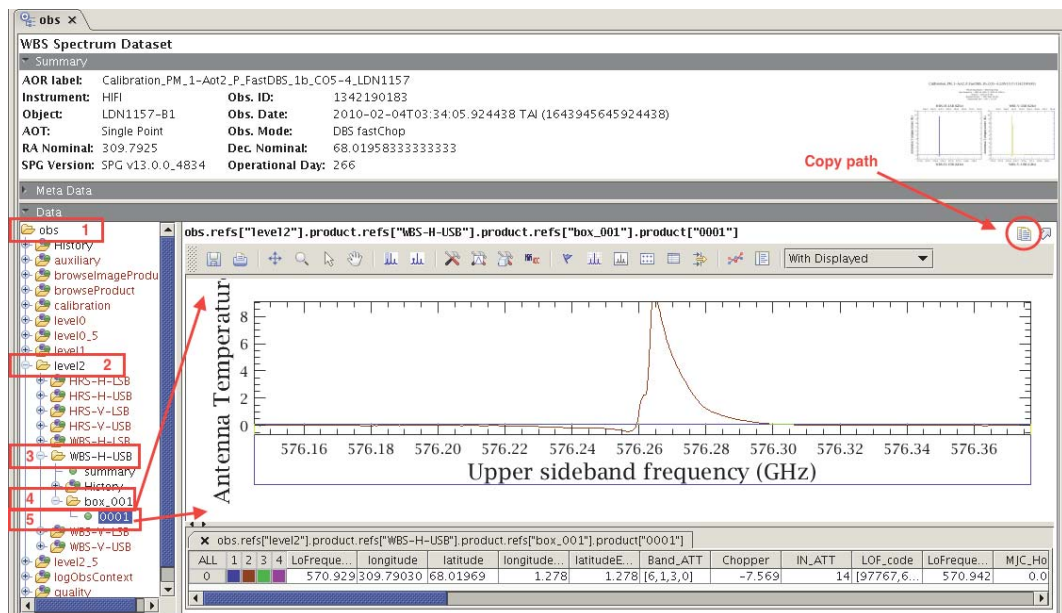 obs ×
WBS Spectrum Dataset
Summary
AOR label: Calibration_PM_1-Aot2_P_FastDBS_1b_CO5-4_LDN1157
Instrument: HIFI Obs. ID: 1342190183
Object: LDN1157-B1 Obs. Date: 2010-02-04T03:34:05.924438 TAI (1643945645924438)
AOT: Single Point Obs. Mode: DBS fastChop
RA Nominal: 309.7925 Dec. Nominal: 68.01958333333333
SPG Version: SPG v13.0.0_4834 Operational Day: 266
Copy path
Meta Data
Data
obs 1
History
auxiliary
browseImageProdu
browseProduct
calibration
level0
level0_5
level1
level2 2
HRS-H-LSB
HRS-H-USB
HRS-V-LSB
HRS-V-USB
WBS-H-LSB
3 WBS-H-USB
summary
History
4 box_001
5 0001
WBS-V-LSB
WBS-V-USB
level2_5
logObsContext
quality
obs.refs["level2"].product.refs["WBS-H-USB"].product.refs["box_001"].product["0001"]
With Displayed
Antenna Temperatur
8
6
4
2
0
576.16 576.18 576.20 576.22 576.24 576.26 576.28 576.30 576.32 576.34 576.36
Upper sideband frequency (GHz)
× obs.refs["level2"].product.refs["WBS-H-USB"].product.refs["box_001"].product["0001"]
ALL 1 2 3 4 LoFreque... longitude latitude longitude... latitudeE... Band_ATT Chopper IN_ATT LOF_code LoFreque... MJC_Ho
0 570.929 309.79030 68.01969 1.278 1.278 [6,1,3,0] -7.569 14 [97767,6... 570.942 0.0